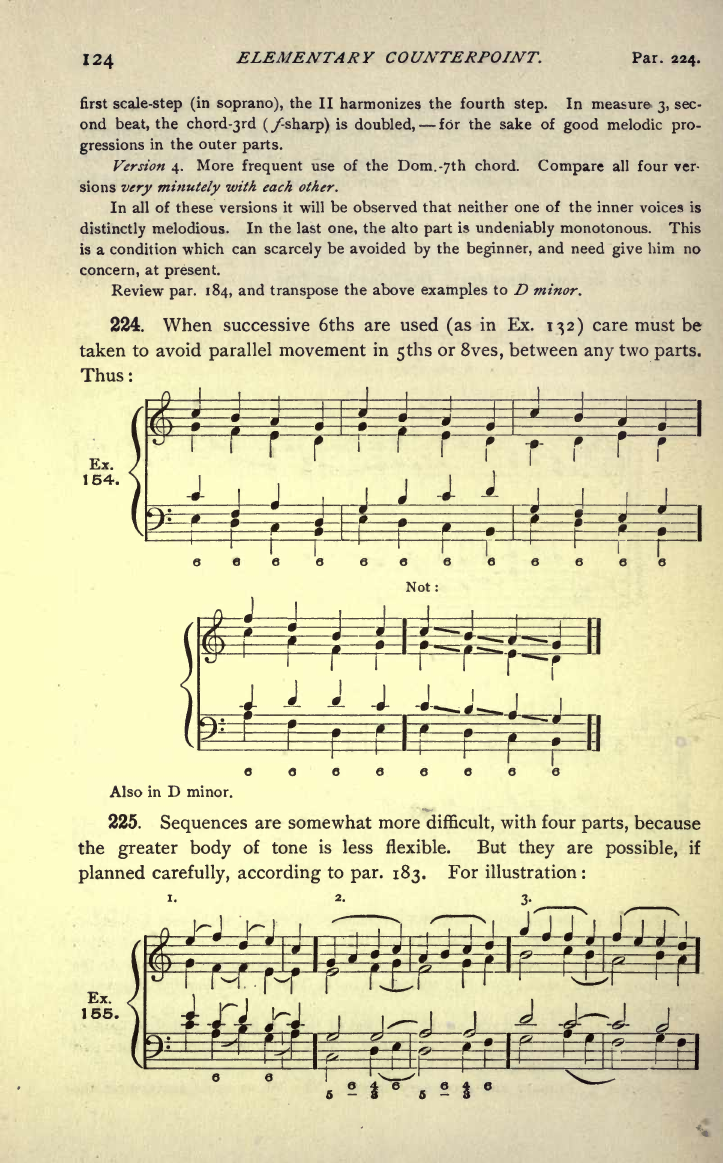 124 ELEMENTARY COUNTERPOINT. Par. 224.
first scale-step (in soprano), the II harmonizes the fourth step. In measure 3, sec-
ond beat, the chord-3rd (f-sharp) is doubled, — for the sake of good melodic pro-
gressions in the outer parts.
Version 4. More frequent use of the Dom.-7th chord. Compare all four ver-
sions very minutely with each other.
In all of these versions it will be observed that neither one of the inner voices is
distinctly melodious. In the last one, the alto part is undeniably monotonous. This
is a condition which can scarcely be avoided by the beginner, and need give him no
concern, at present.
Review par. 184, and transpose the above examples to D minor.
224. When successive 6ths are used (as in Ex. 132) care must be
taken to avoid parallel movement in 5ths or 8ves, between any two parts.
Thus :
Ex.
154.
6 6 6 6 6 6 6 6 6 6 6 6
Not :
6 6 6 6 6 6 6 6
Also in D minor.
225. Sequences are somewhat more difficult, with four parts, because
the greater body of tone is less flexible. But they are possible, if
planned carefully, according to par. 183. For illustration :
1. 2. 3.
Ex.
155.
6 6 6 4 6 6 4 6
5 – 3 5 – 3